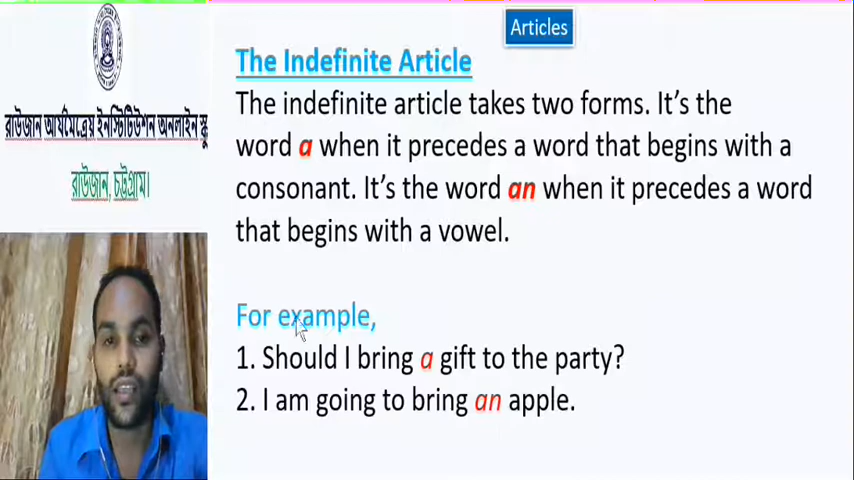 Articles
রাউজান আর্যমৈত্রেয় ইনস্টিটিউশন অনলাইন স্কু
রাউজান, চট্টগ্রাম।
The Indefinite Article
The indefinite article takes two forms. It’s the
word a when it precedes a word that begins with a
consonant. It’s the word an when it precedes a word
that begins with a vowel.
For example,
1. Should I bring a gift to the party?
2. I am going to bring an apple.